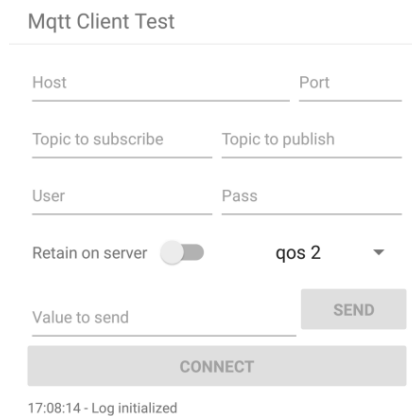 Mqtt Client Test
Host Port
Topic to subscribe Topic to publish
User Pass
Retain on server qos 2
Value to send SEND
CONNECT
17:08:14 - Log initialized